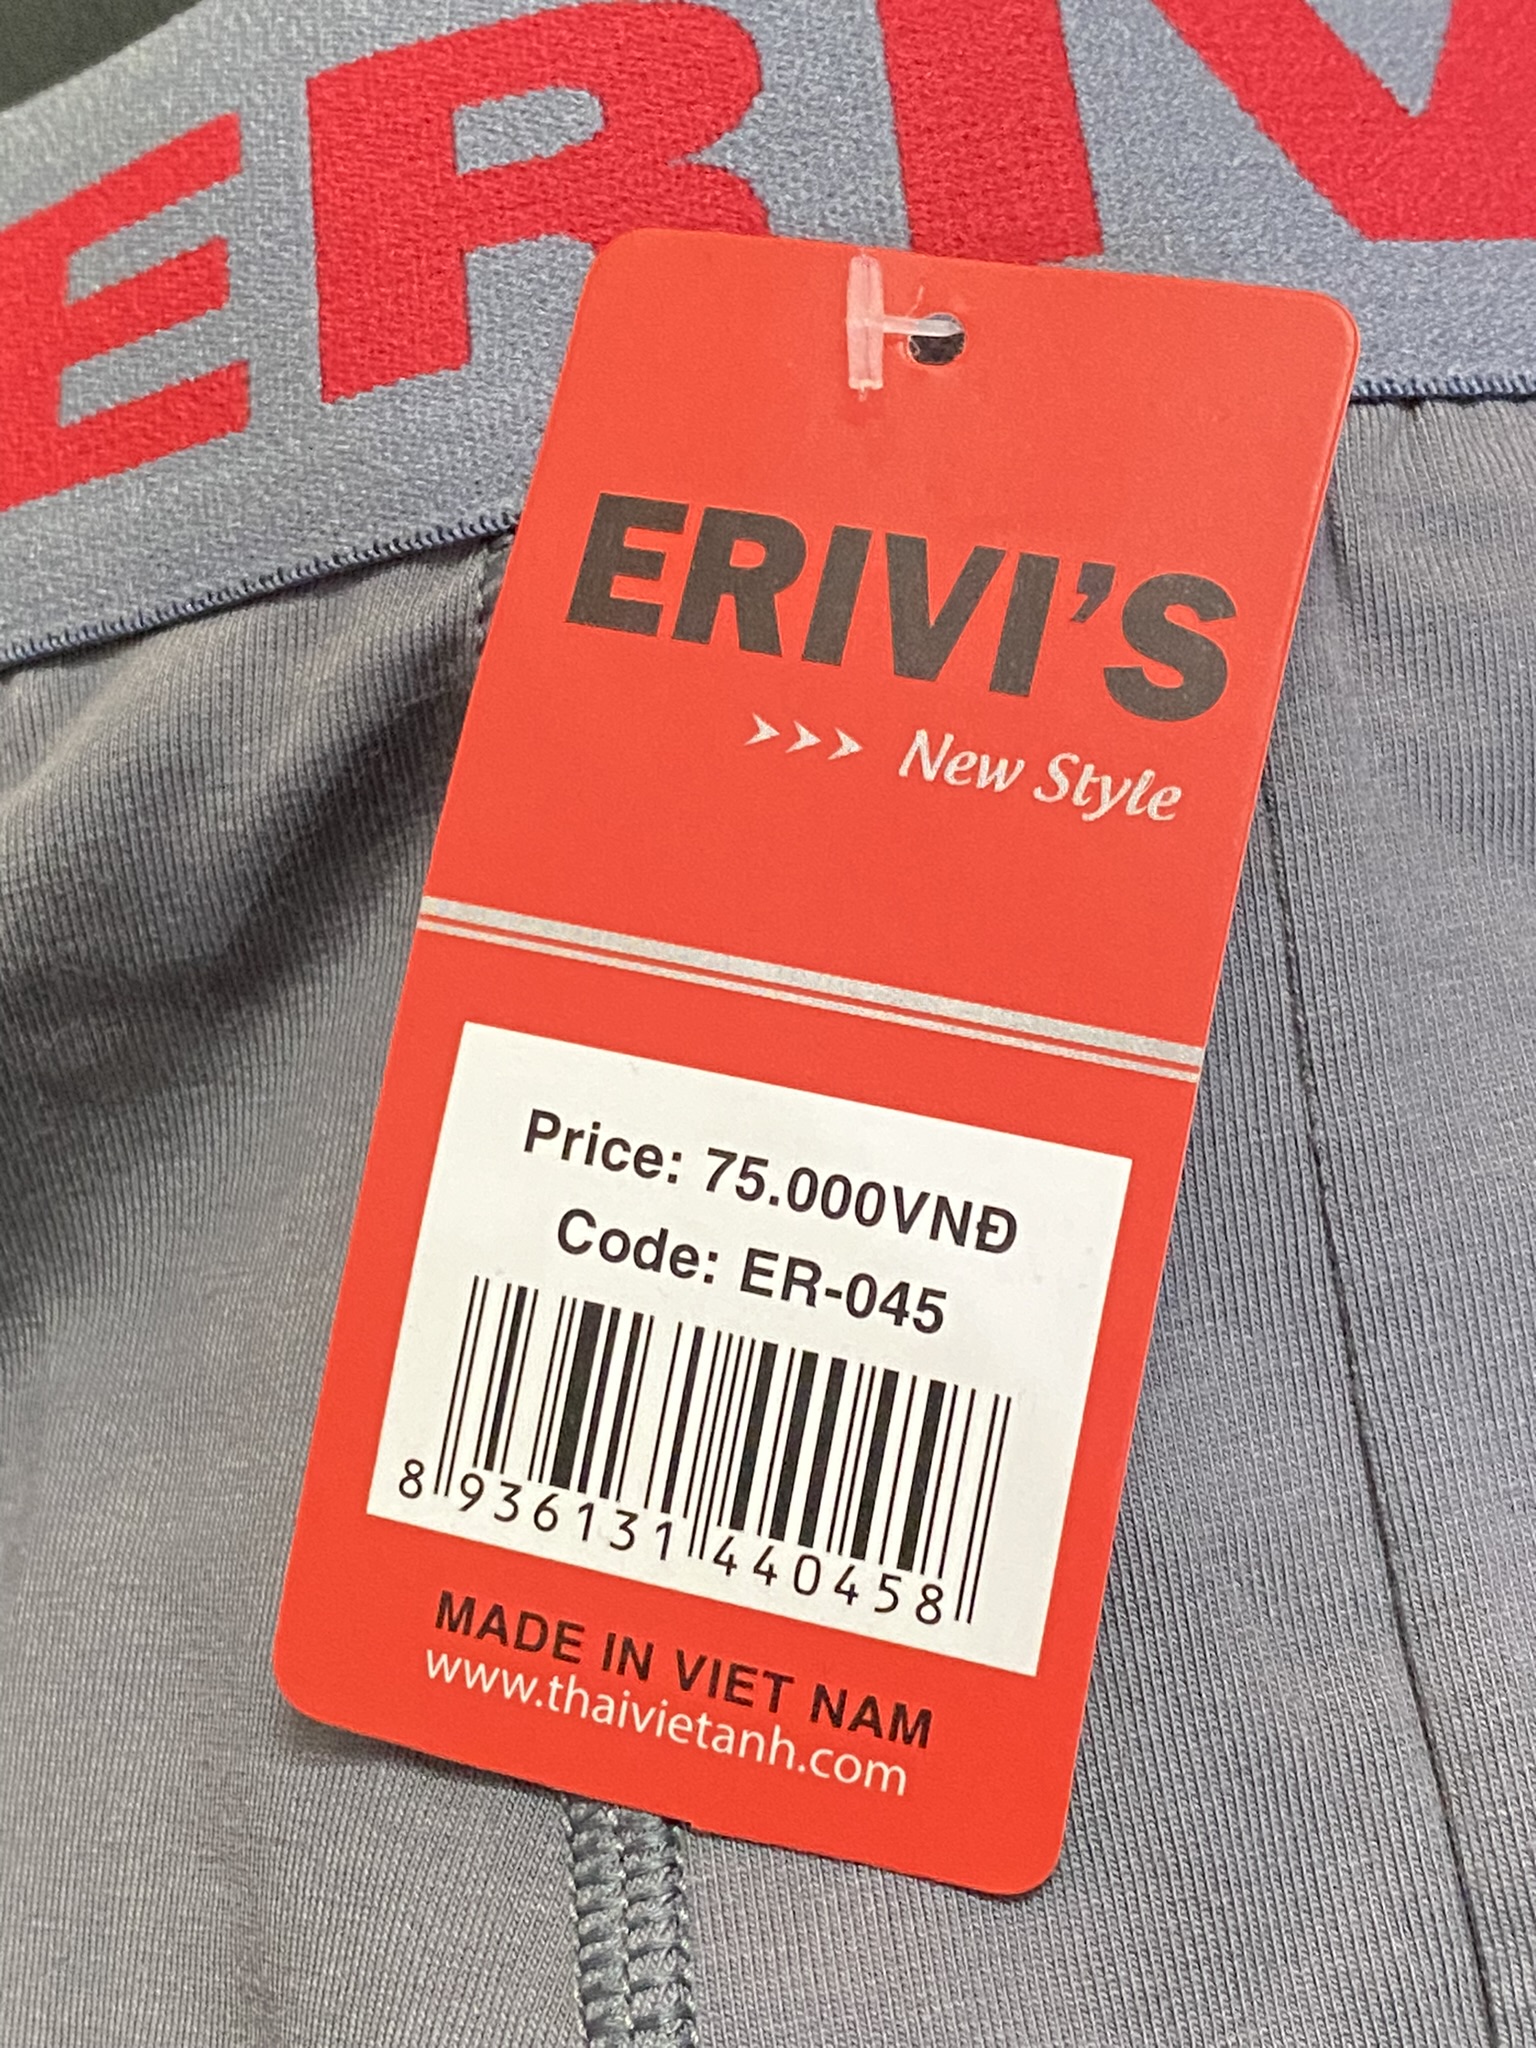 ERIV
ERIVI'S
>>> New Style
Price: 75.000VNĐ
Code: ER-045
8 936131 440458
MADE IN VIET NAM
www.thaivietanh.com